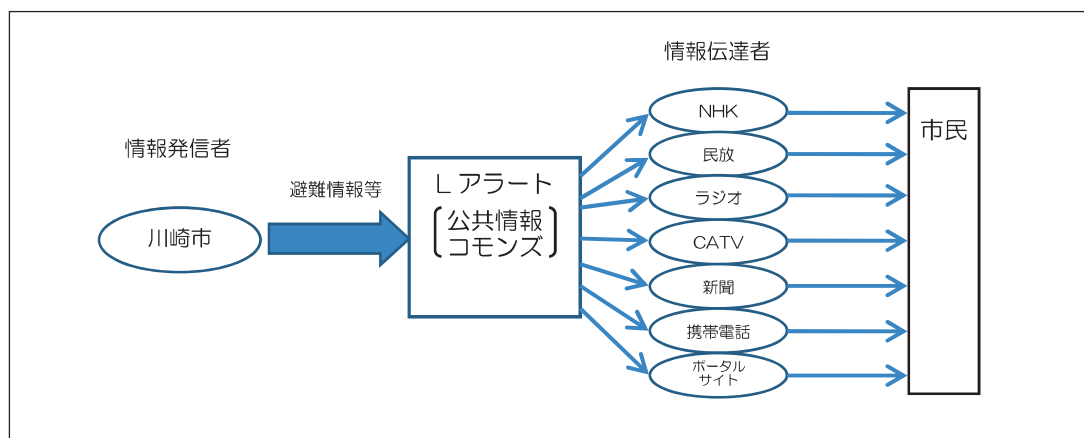 情報発信者
川崎市
避難情報等
Lアラート
公共情報
コモンズ
情報伝達者
NHK
民放
ラジオ
CATV
新聞
携帯電話
ポータル
サイト
市民